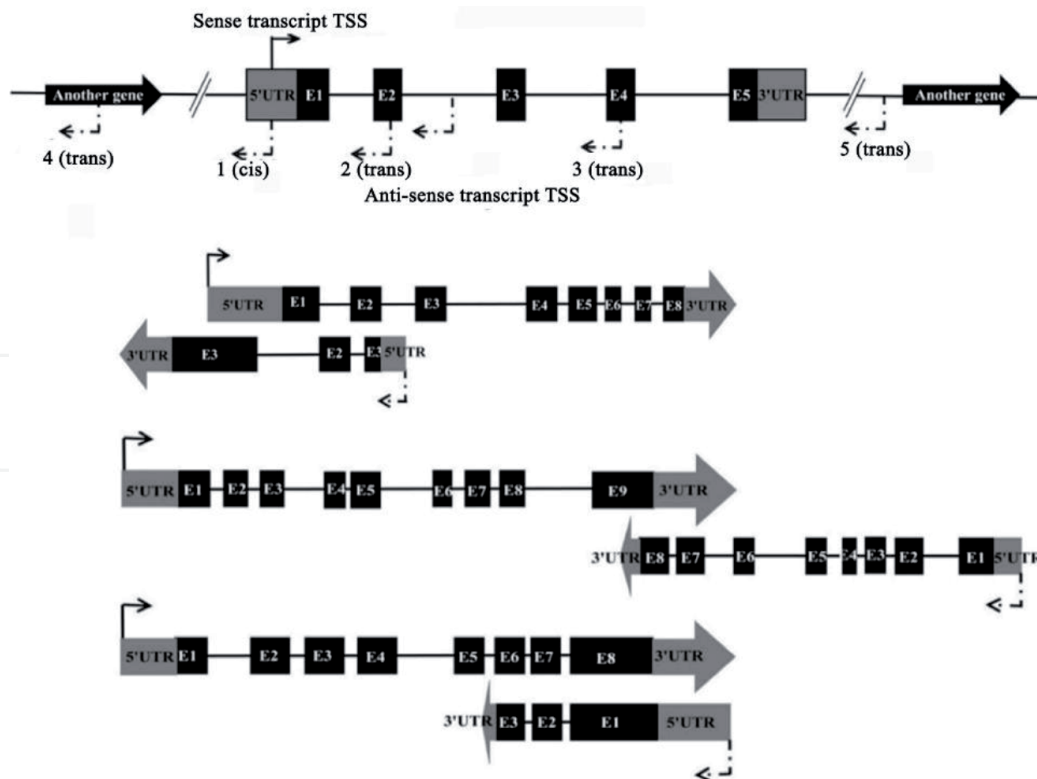 Sense transcript TSS
Another gene
5'UTR E1 E2 E3 E4 E5 3'UTR
Another gene
4 (trans)
1 (cis)
2 (trans)
3 (trans)
5 (trans)
Anti-sense transcript TSS
5'UTR E1 E2 E3 E4 E5 E6 E7 E8 3'UTR
3'UTR E3 E2 E3 5'UTR
5'UTR E1 E2 E3 E4 E5 E6 E7 E8 E9 3'UTR
3'UTR E8 E7 E6 E5 E4 E3 E2 E1 5'UTR
5'UTR E1 E2 E3 E4 E5 E6 E7 E8 3'UTR
3'UTR E3 E2 E1 5'UTR